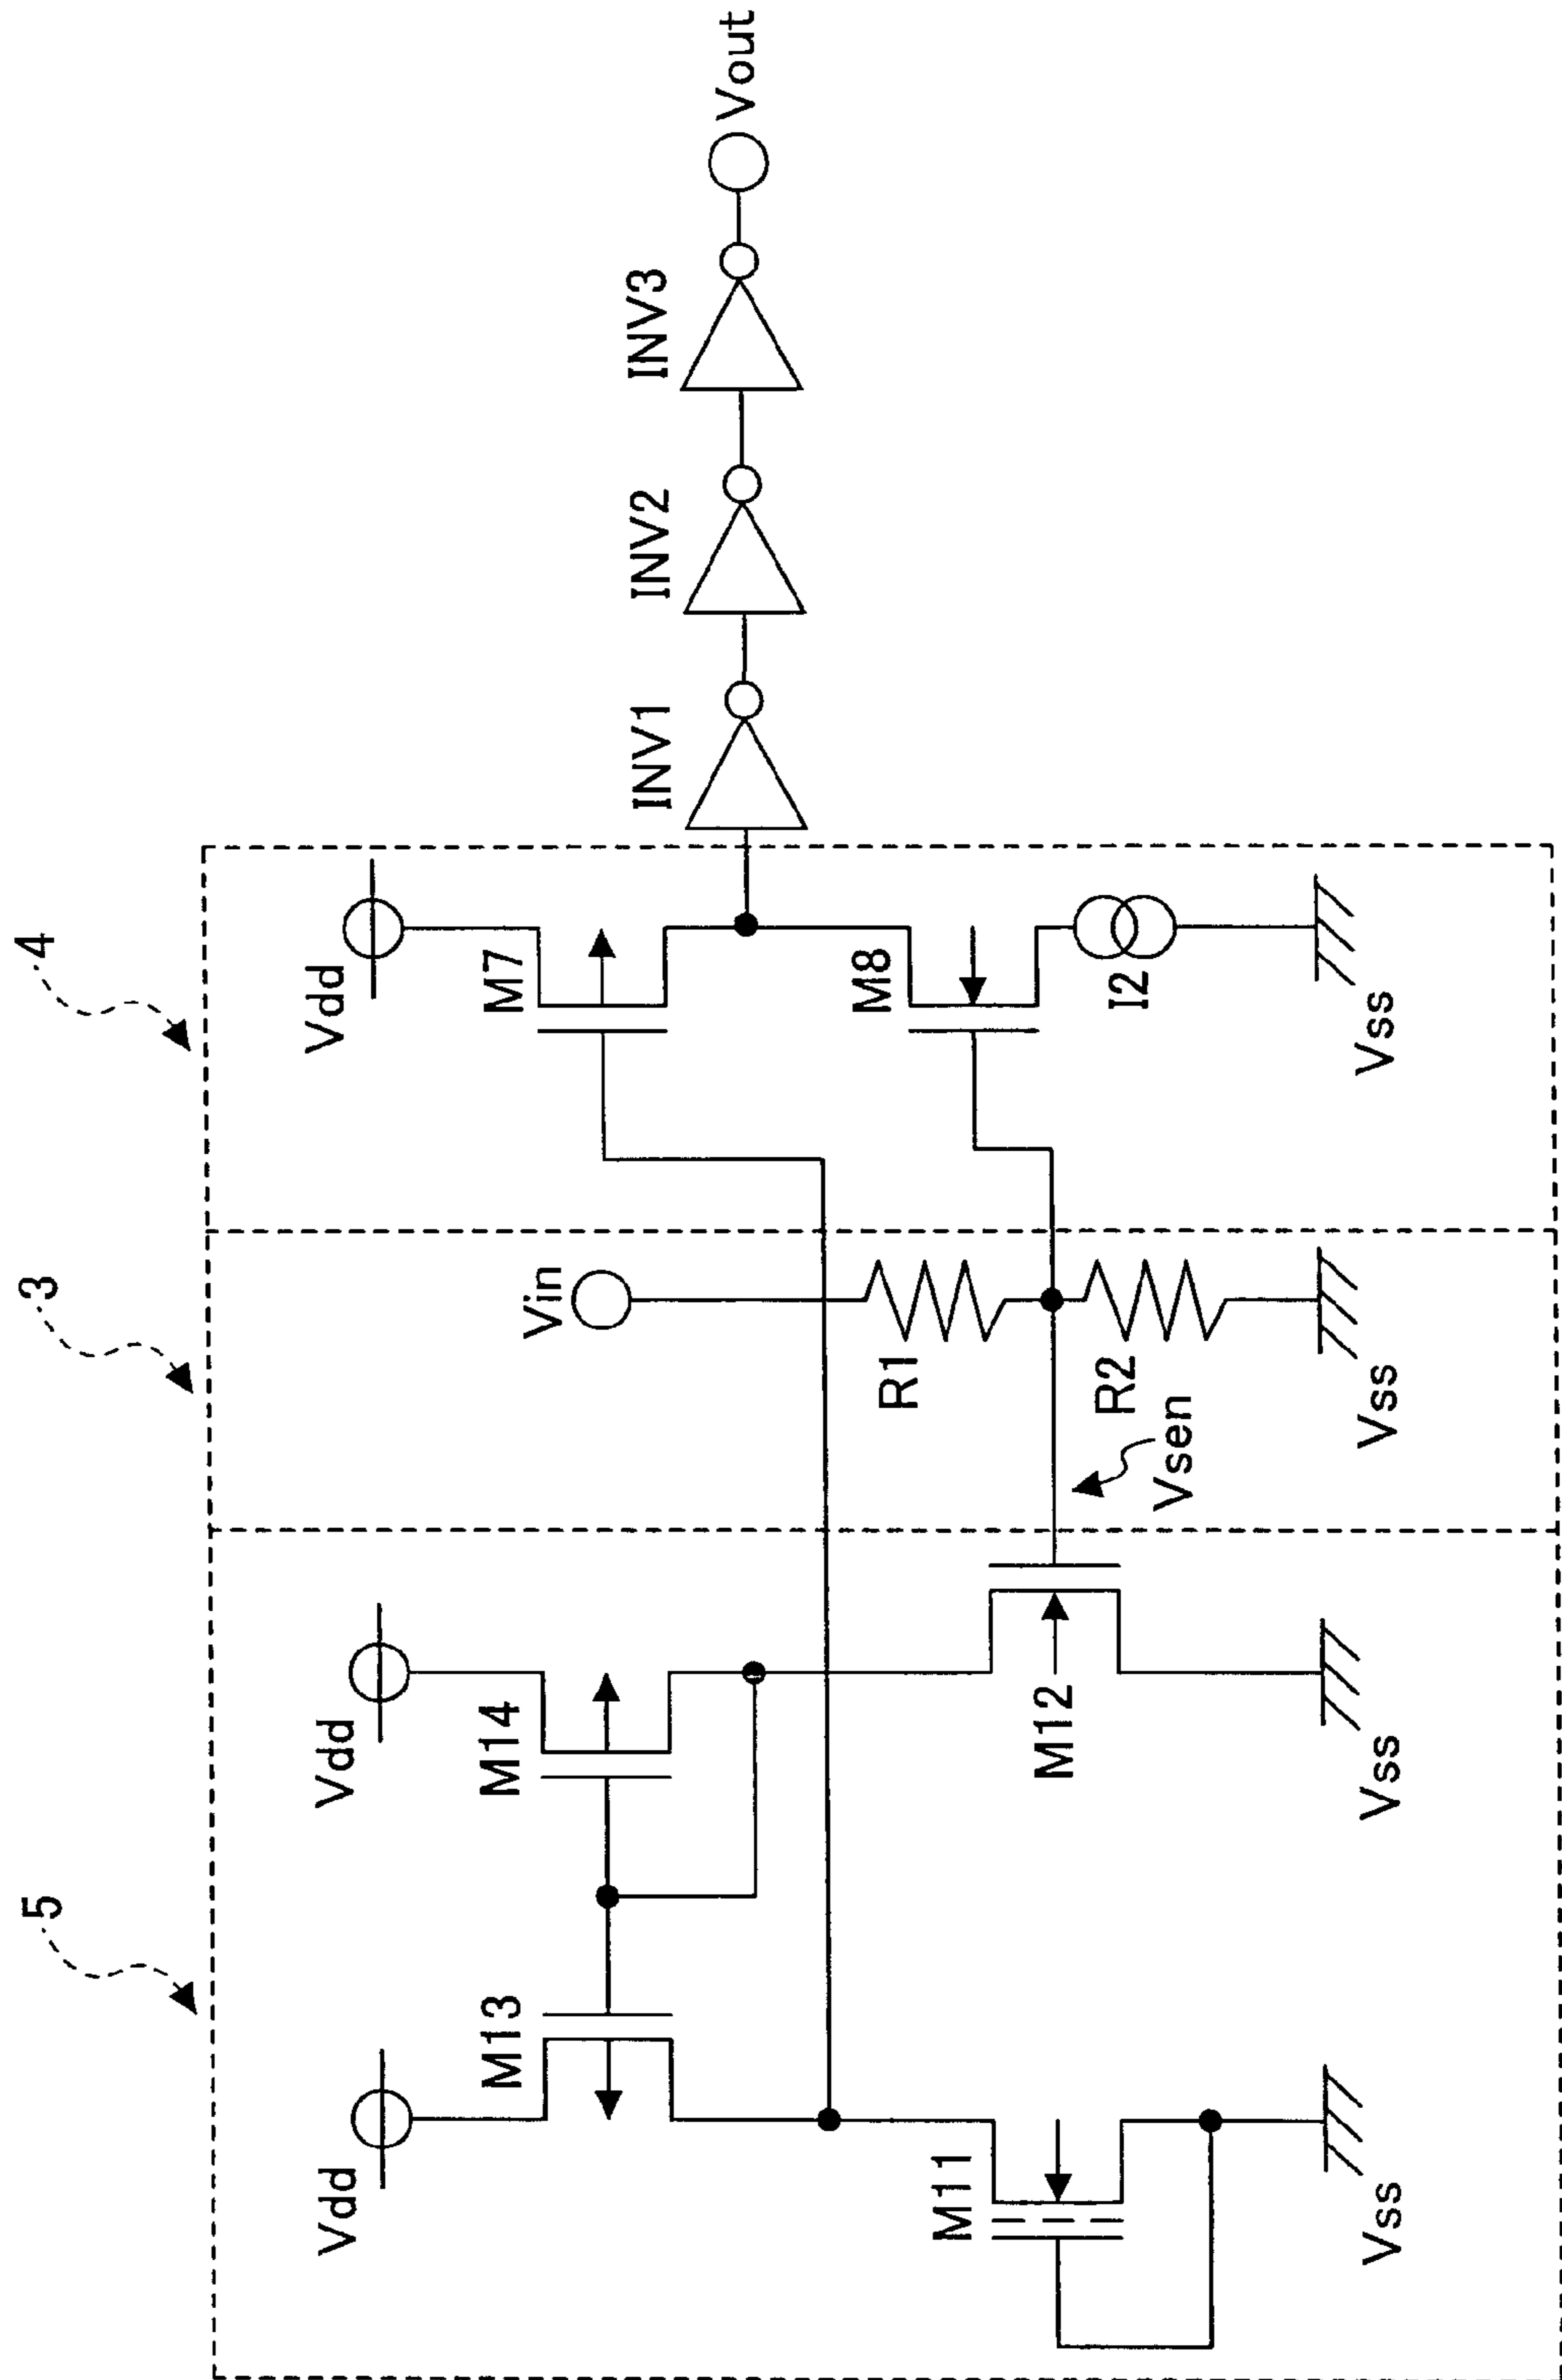 5
3
4
Vdd
Vdd
Vdd
M13
M14
Vin
M7
INV1
INV2
INV3
Vout
M11
M12
Vsen
R1
R2
M8
I2
Vss
Vss
Vss
Vss